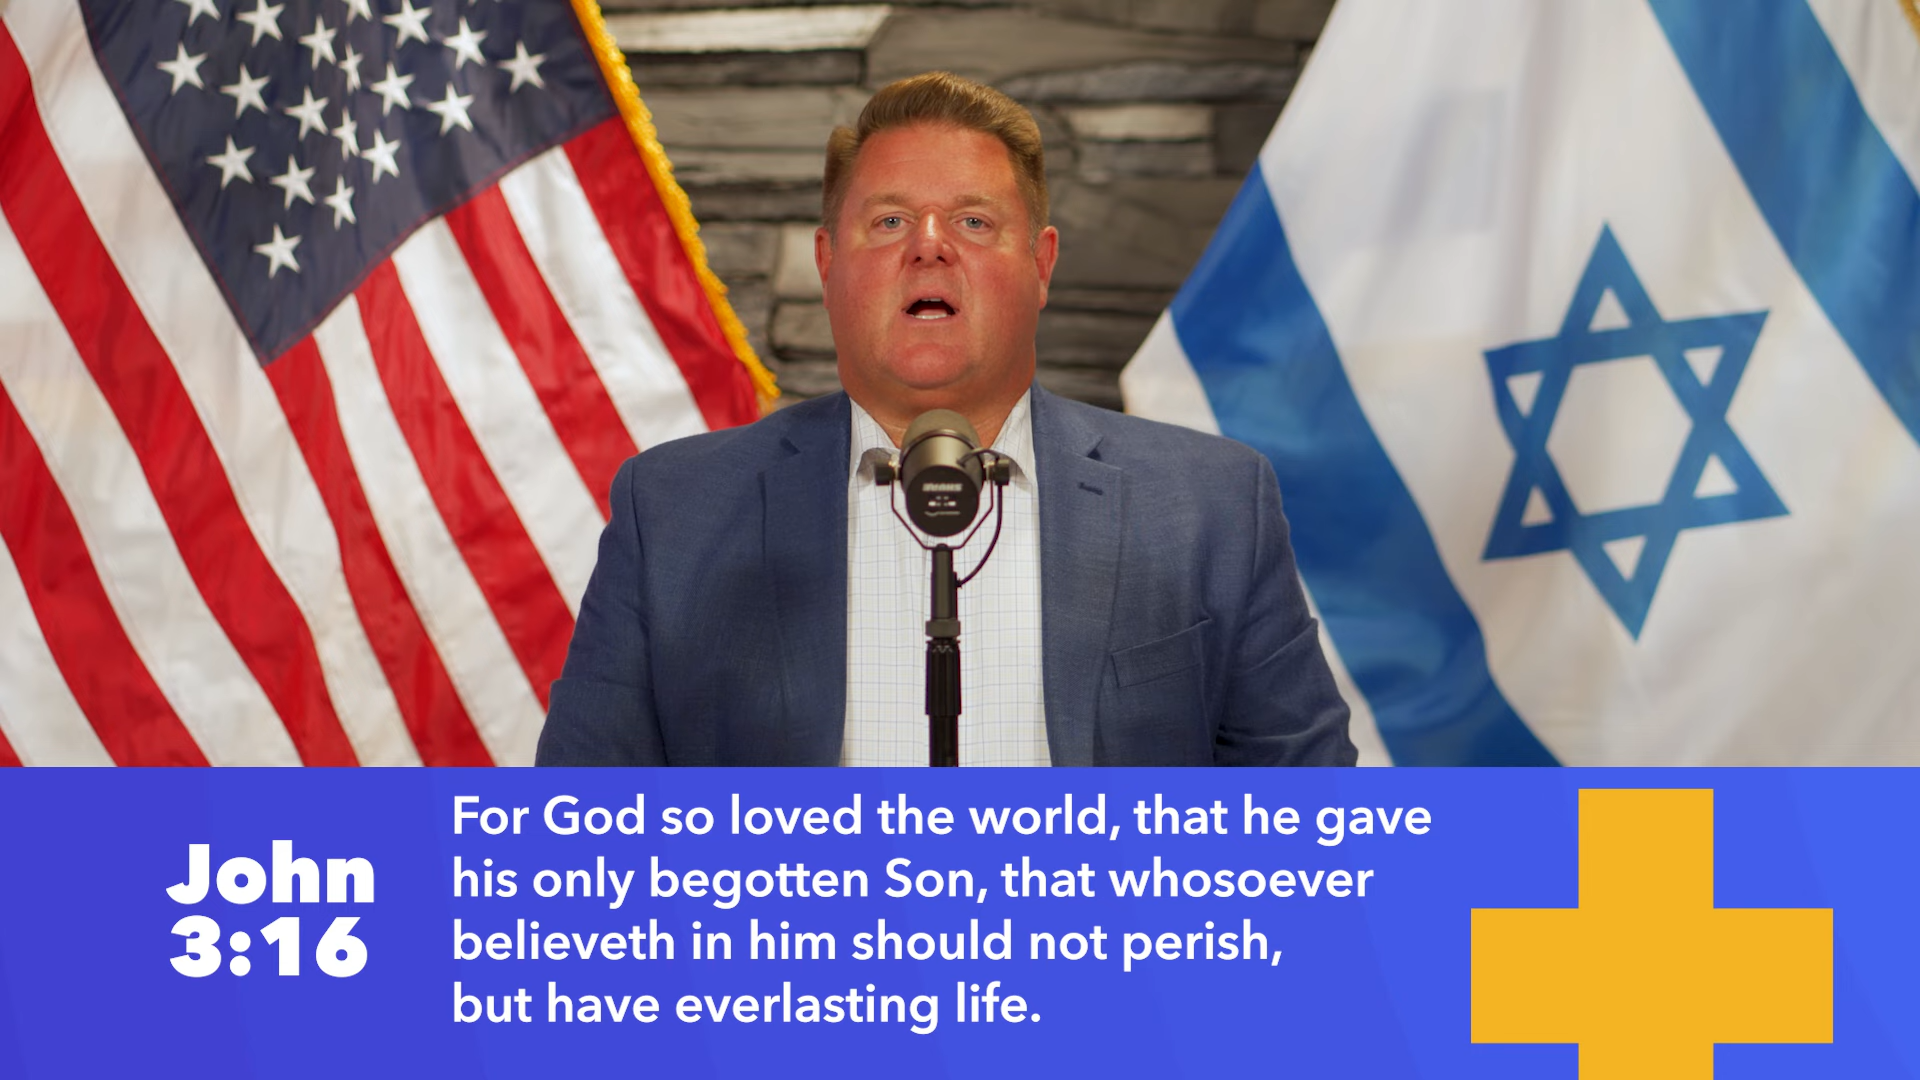 John
3:16
For God so loved the world, that he gave
his only begotten Son, that whosoever
believeth in him should not perish,
but have everlasting life.